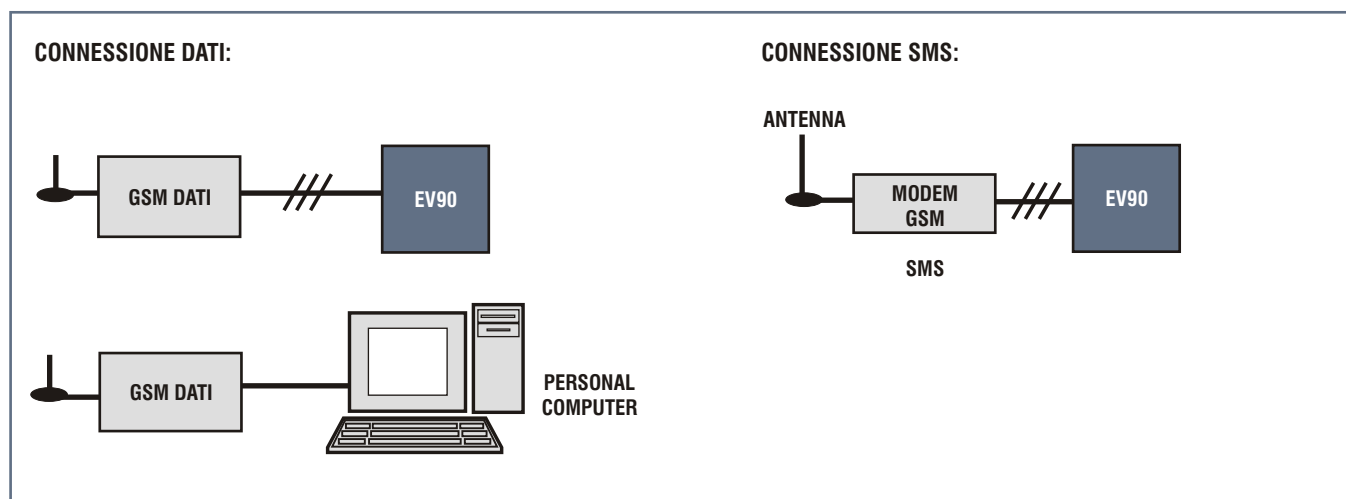 CONNESSIONE DATI:
GSM DATI
EV90
GSM DATI
PERSONAL
COMPUTER
CONNESSIONE SMS:
ANTENNA
MODEM
GSM
EV90
SMS